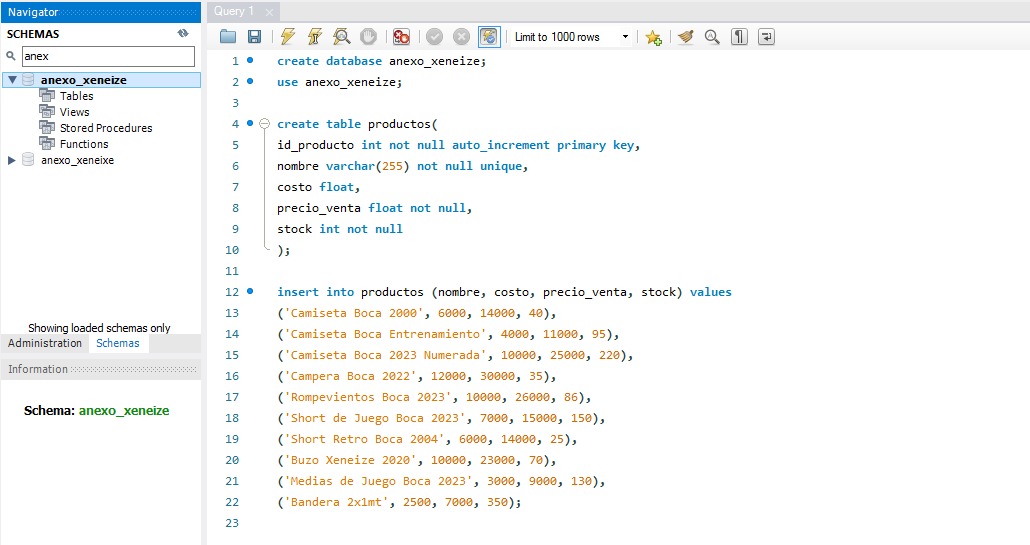 Navigator
SCHEMAS
anex
anexo_xeneize
Tables
Views
Stored Procedures
Functions
anexo_xeneixe
Showing loaded schemas only
Administration Schemas
Information
Schema: anexo_xeneize
Query 1
Limit to 1000 rows
1 create database anexo_xeneize;
2 use anexo_xeneize;
3
4 create table productos(
5 id_producto int not null auto_increment primary key,
6 nombre varchar(255) not null unique,
7 costo float,
8 precio_venta float not null,
9 stock int not null
10 );
11
12 insert into productos (nombre, costo, precio_venta, stock) values
13 ('Camiseta Boca 2000', 6000, 14000, 40),
14 ('Camiseta Boca Entrenamiento', 4000, 11000, 95),
15 ('Camiseta Boca 2023 Numerada', 10000, 25000, 220),
16 ('Campera Boca 2022', 12000, 30000, 35),
17 ('Rompevientos Boca 2023', 10000, 26000, 86),
18 ('Short de Juego Boca 2023', 7000, 15000, 150),
19 ('Short Retro Boca 2004', 6000, 14000, 25),
20 ('Buzo Xeneize 2020', 10000, 23000, 70),
21 ('Medias de Juego Boca 2023', 3000, 9000, 130),
22 ('Bandera 2x1mt', 2500, 7000, 350);
23